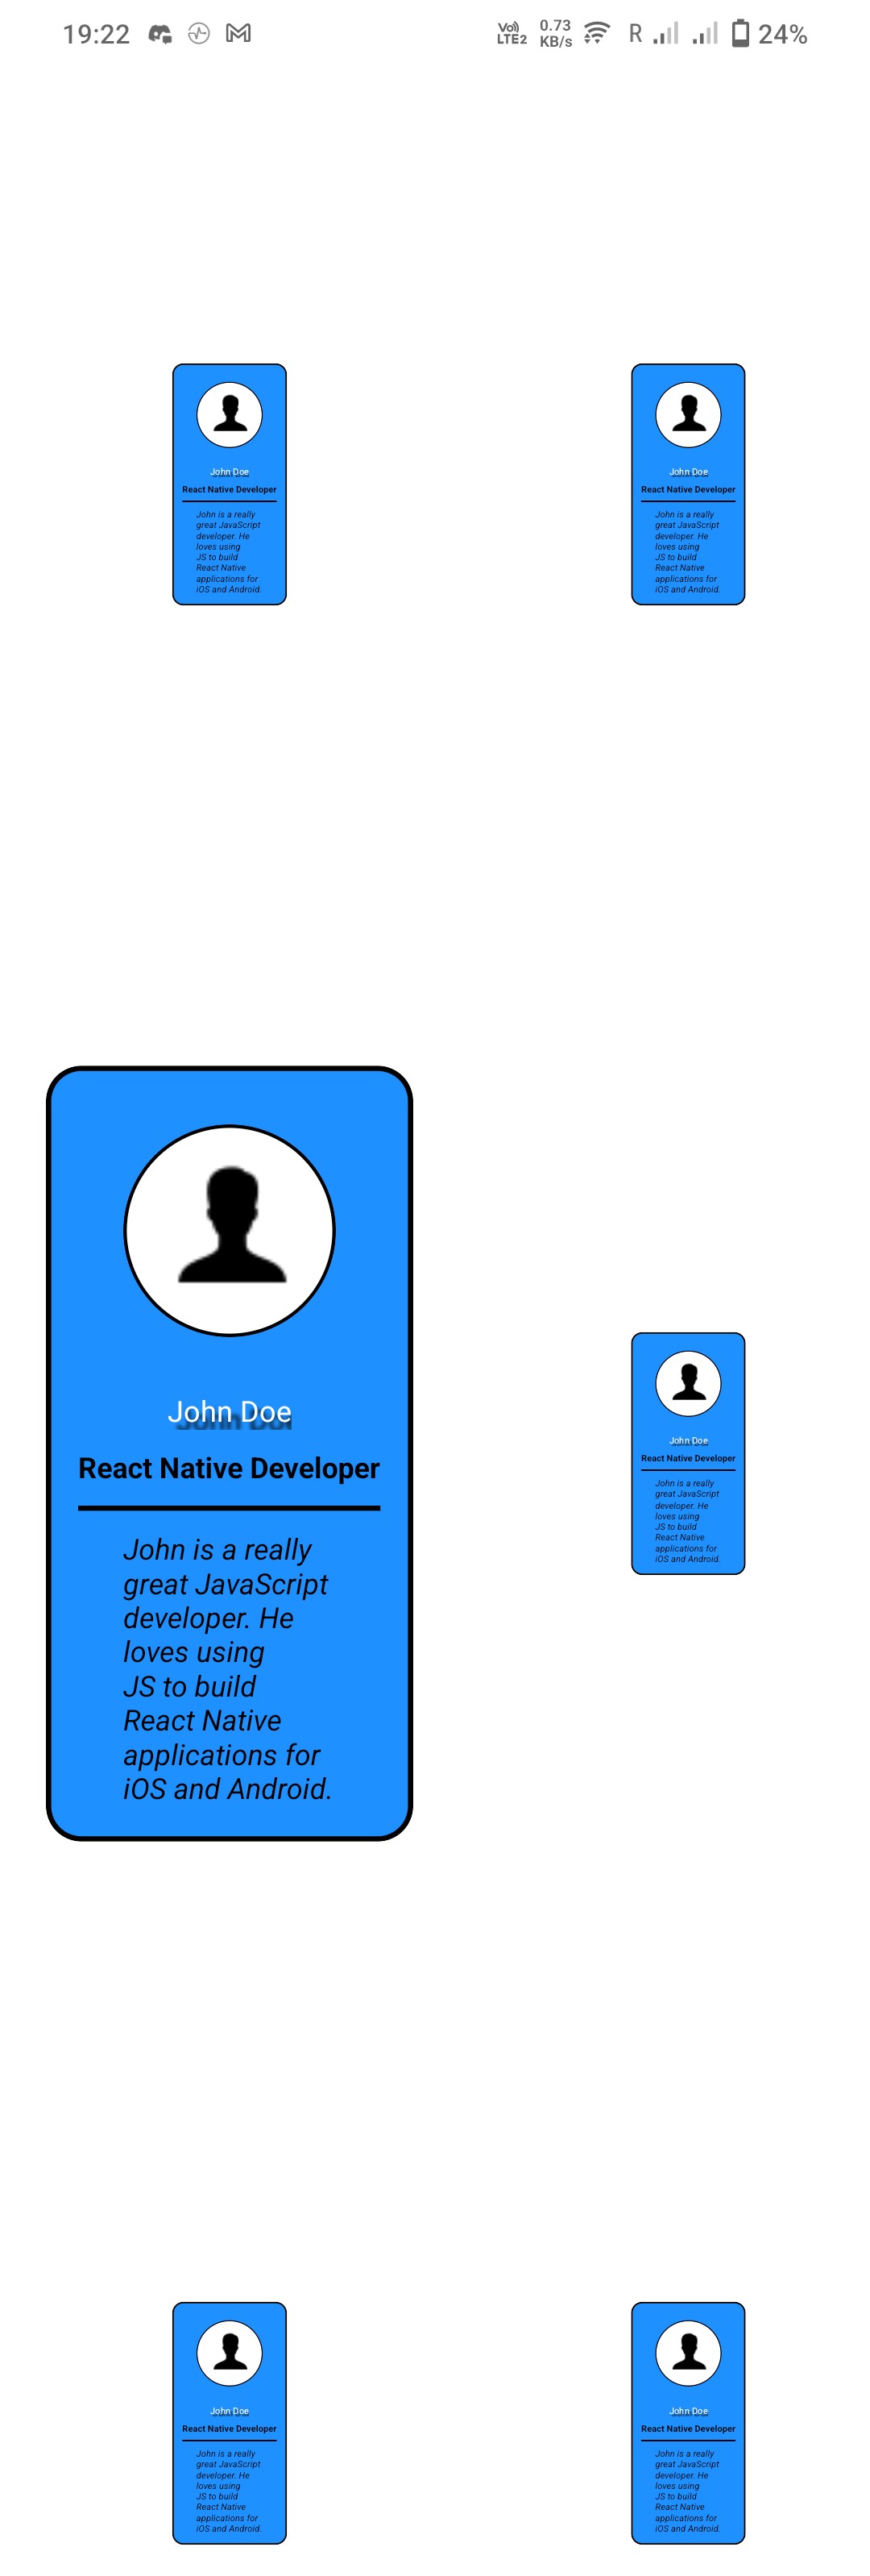 19:22
Vo)) 0.73 R 24%
LTE2 KB/s
John Doe
React Native Developer
John is a really
great JavaScript
developer. He
loves using
JS to build
React Native
applications for
iOS and Android.
John Doe
React Native Developer
John is a really
great JavaScript
developer. He
loves using
JS to build
React Native
applications for
iOS and Android.
John Doe
React Native Developer
John is a really
great JavaScript
developer. He
loves using
JS to build
React Native
applications for
iOS and Android.
John Doe
React Native Developer
John is a really
great JavaScript
developer. He
loves using
JS to build
React Native
applications for
iOS and Android.
John Doe
React Native Developer
John is a really
great JavaScript
developer. He
loves using
JS to build
React Native
applications for
iOS and Android.
John Doe
React Native Developer
John is a really
great JavaScript
developer. He
loves using
JS to build
React Native
applications for
iOS and Android.